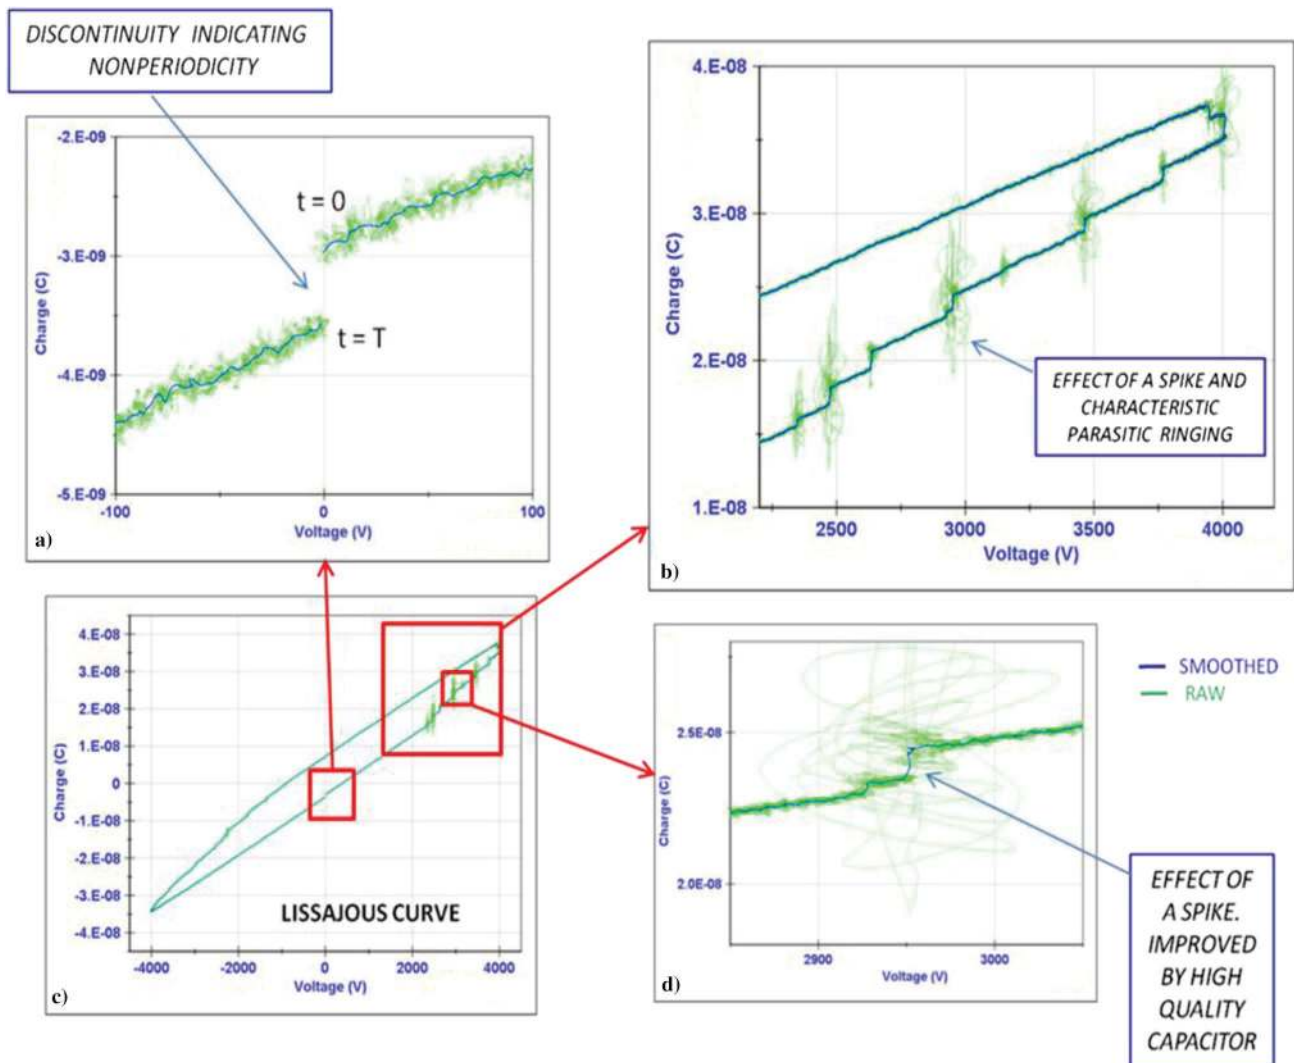 DISCONTINUITY INDICATING
NONPERIODICITY
-2.E-09
-3.E-09
-4.E-09
-5.E-09
Charge (C)
t = 0
t = T
-100
0
100
Voltage (V)
a)
4.E-08
3.E-08
2.E-08
1.E-08
Charge (C)
EFFECT OF A SPIKE AND
CHARACTERISTIC
PARASITIC RINGING
2500
3000
3500
4000
Voltage (V)
b)
4.E-08
3.E-08
2.E-08
1.E-08
0
-1.E-08
-2.E-08
-3.E-08
-4.E-08
Charge (C)
LISSAJOUS CURVE
-4000
-2000
0
2000
4000
Voltage (V)
c)
2.5E-08
2.0E-08
Charge (C)
2900
3000
Voltage (V)
d)
SMOOTHED
RAW
EFFECT OF
A SPIKE.
IMPROVED
BY HIGH
QUALITY
CAPACITOR